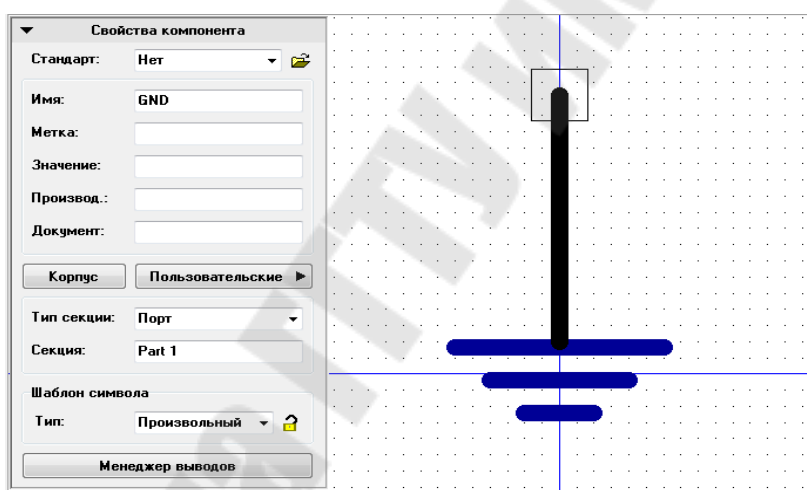 Свойства компонента
Стандарт: Нет
Имя: GND
Метка:
Значение:
Производ.:
Документ:
Корпус Пользовательские
Тип секции: Порт
Секция: Part 1
Шаблон символа
Тип: Произвольный
Менеджер выводов